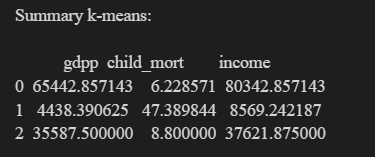 Summary k-means:
gdpp child_mort income
0 65442.857143 6.228571 80342.857143
1 4438.390625 47.389844 8569.242187
2 35587.500000 8.800000 37621.875000